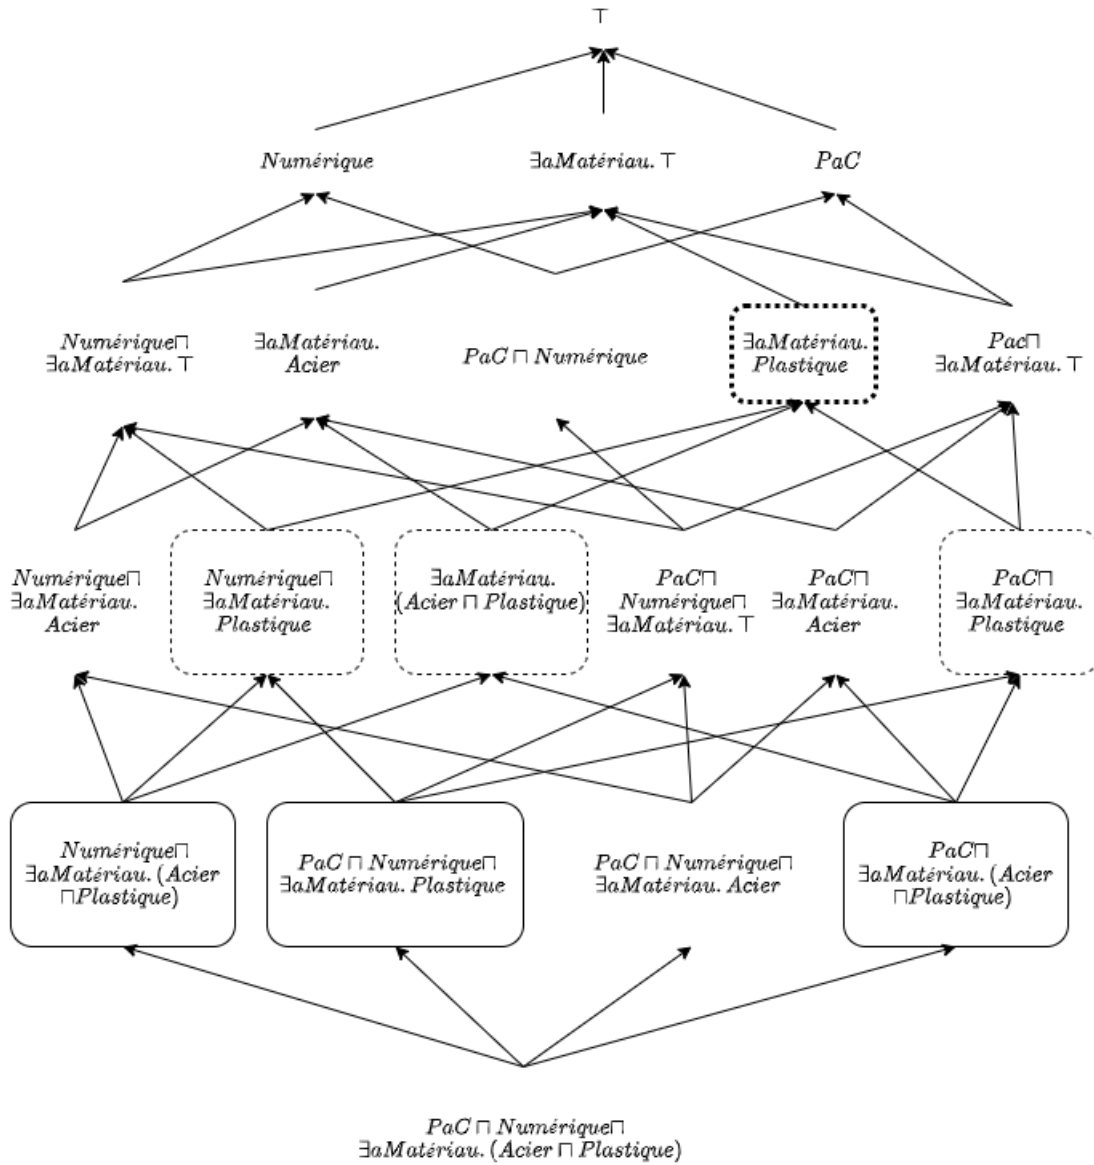 ⊤
Numérique
∃aMatériau. ⊤
PaC
Numérique⊓
∃aMatériau. ⊤
∃aMatériau.
Acier
PaC ⊓ Numérique
∃aMatériau.
Plastique
Pac⊓
∃aMatériau. ⊤
Numérique⊓
∃aMatériau.
Acier
Numérique⊓
∃aMatériau.
Plastique
∃aMatériau.
(Acier ⊓ Plastique)
PaC⊓
Numérique⊓
∃aMatériau. ⊤
PaC⊓
∃aMatériau.
Acier
PaC⊓
∃aMatériau.
Plastique
Numérique⊓
∃aMatériau. (Acier
⊓Plastique)
PaC ⊓ Numérique⊓
∃aMatériau. Plastique
PaC ⊓ Numérique⊓
∃aMatériau. Acier
PaC⊓
∃aMatériau. (Acier
⊓Plastique)
PaC ⊓ Numérique⊓
∃aMatériau. (Acier ⊓ Plastique)